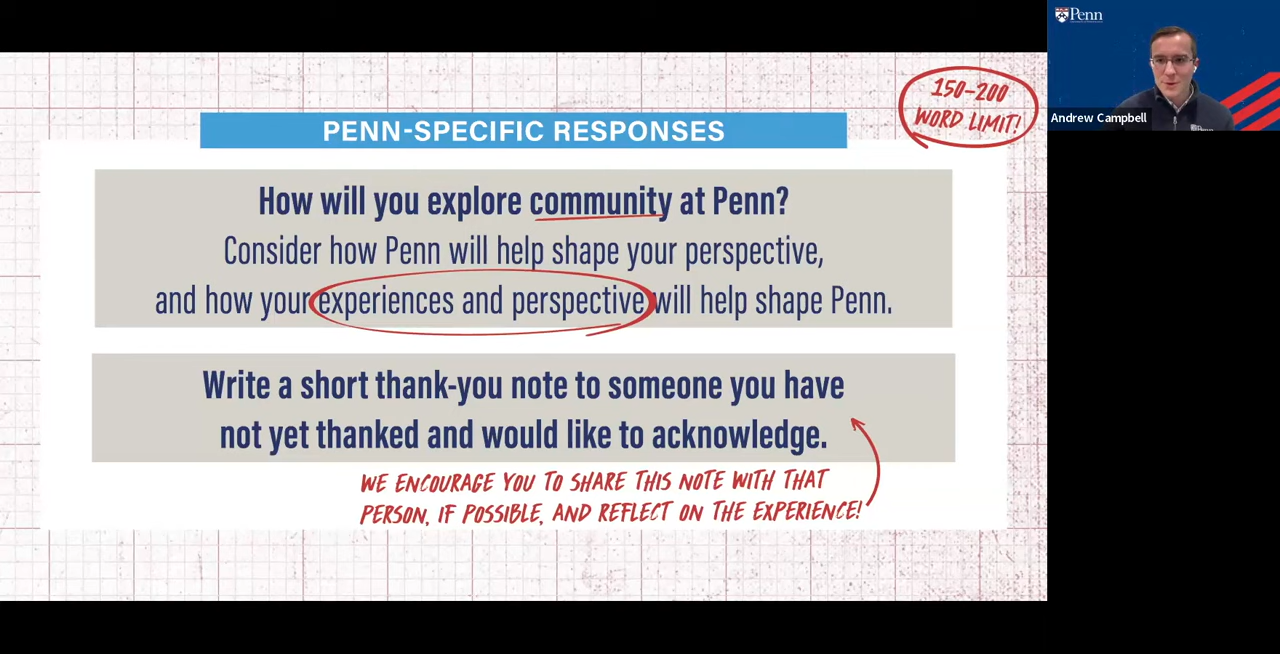 PENN-SPECIFIC RESPONSES
150-200
WORD LIMIT!
How will you explore community at Penn?
Consider how Penn will help shape your perspective,
and how your experiences and perspective will help shape Penn.
Write a short thank-you note to someone you have
not yet thanked and would like to acknowledge.
WE ENCOURAGE YOU TO SHARE THIS NOTE WITH THAT
PERSON, IF POSSIBLE, AND REFLECT ON THE EXPERIENCE!
Penn
Andrew Campbell